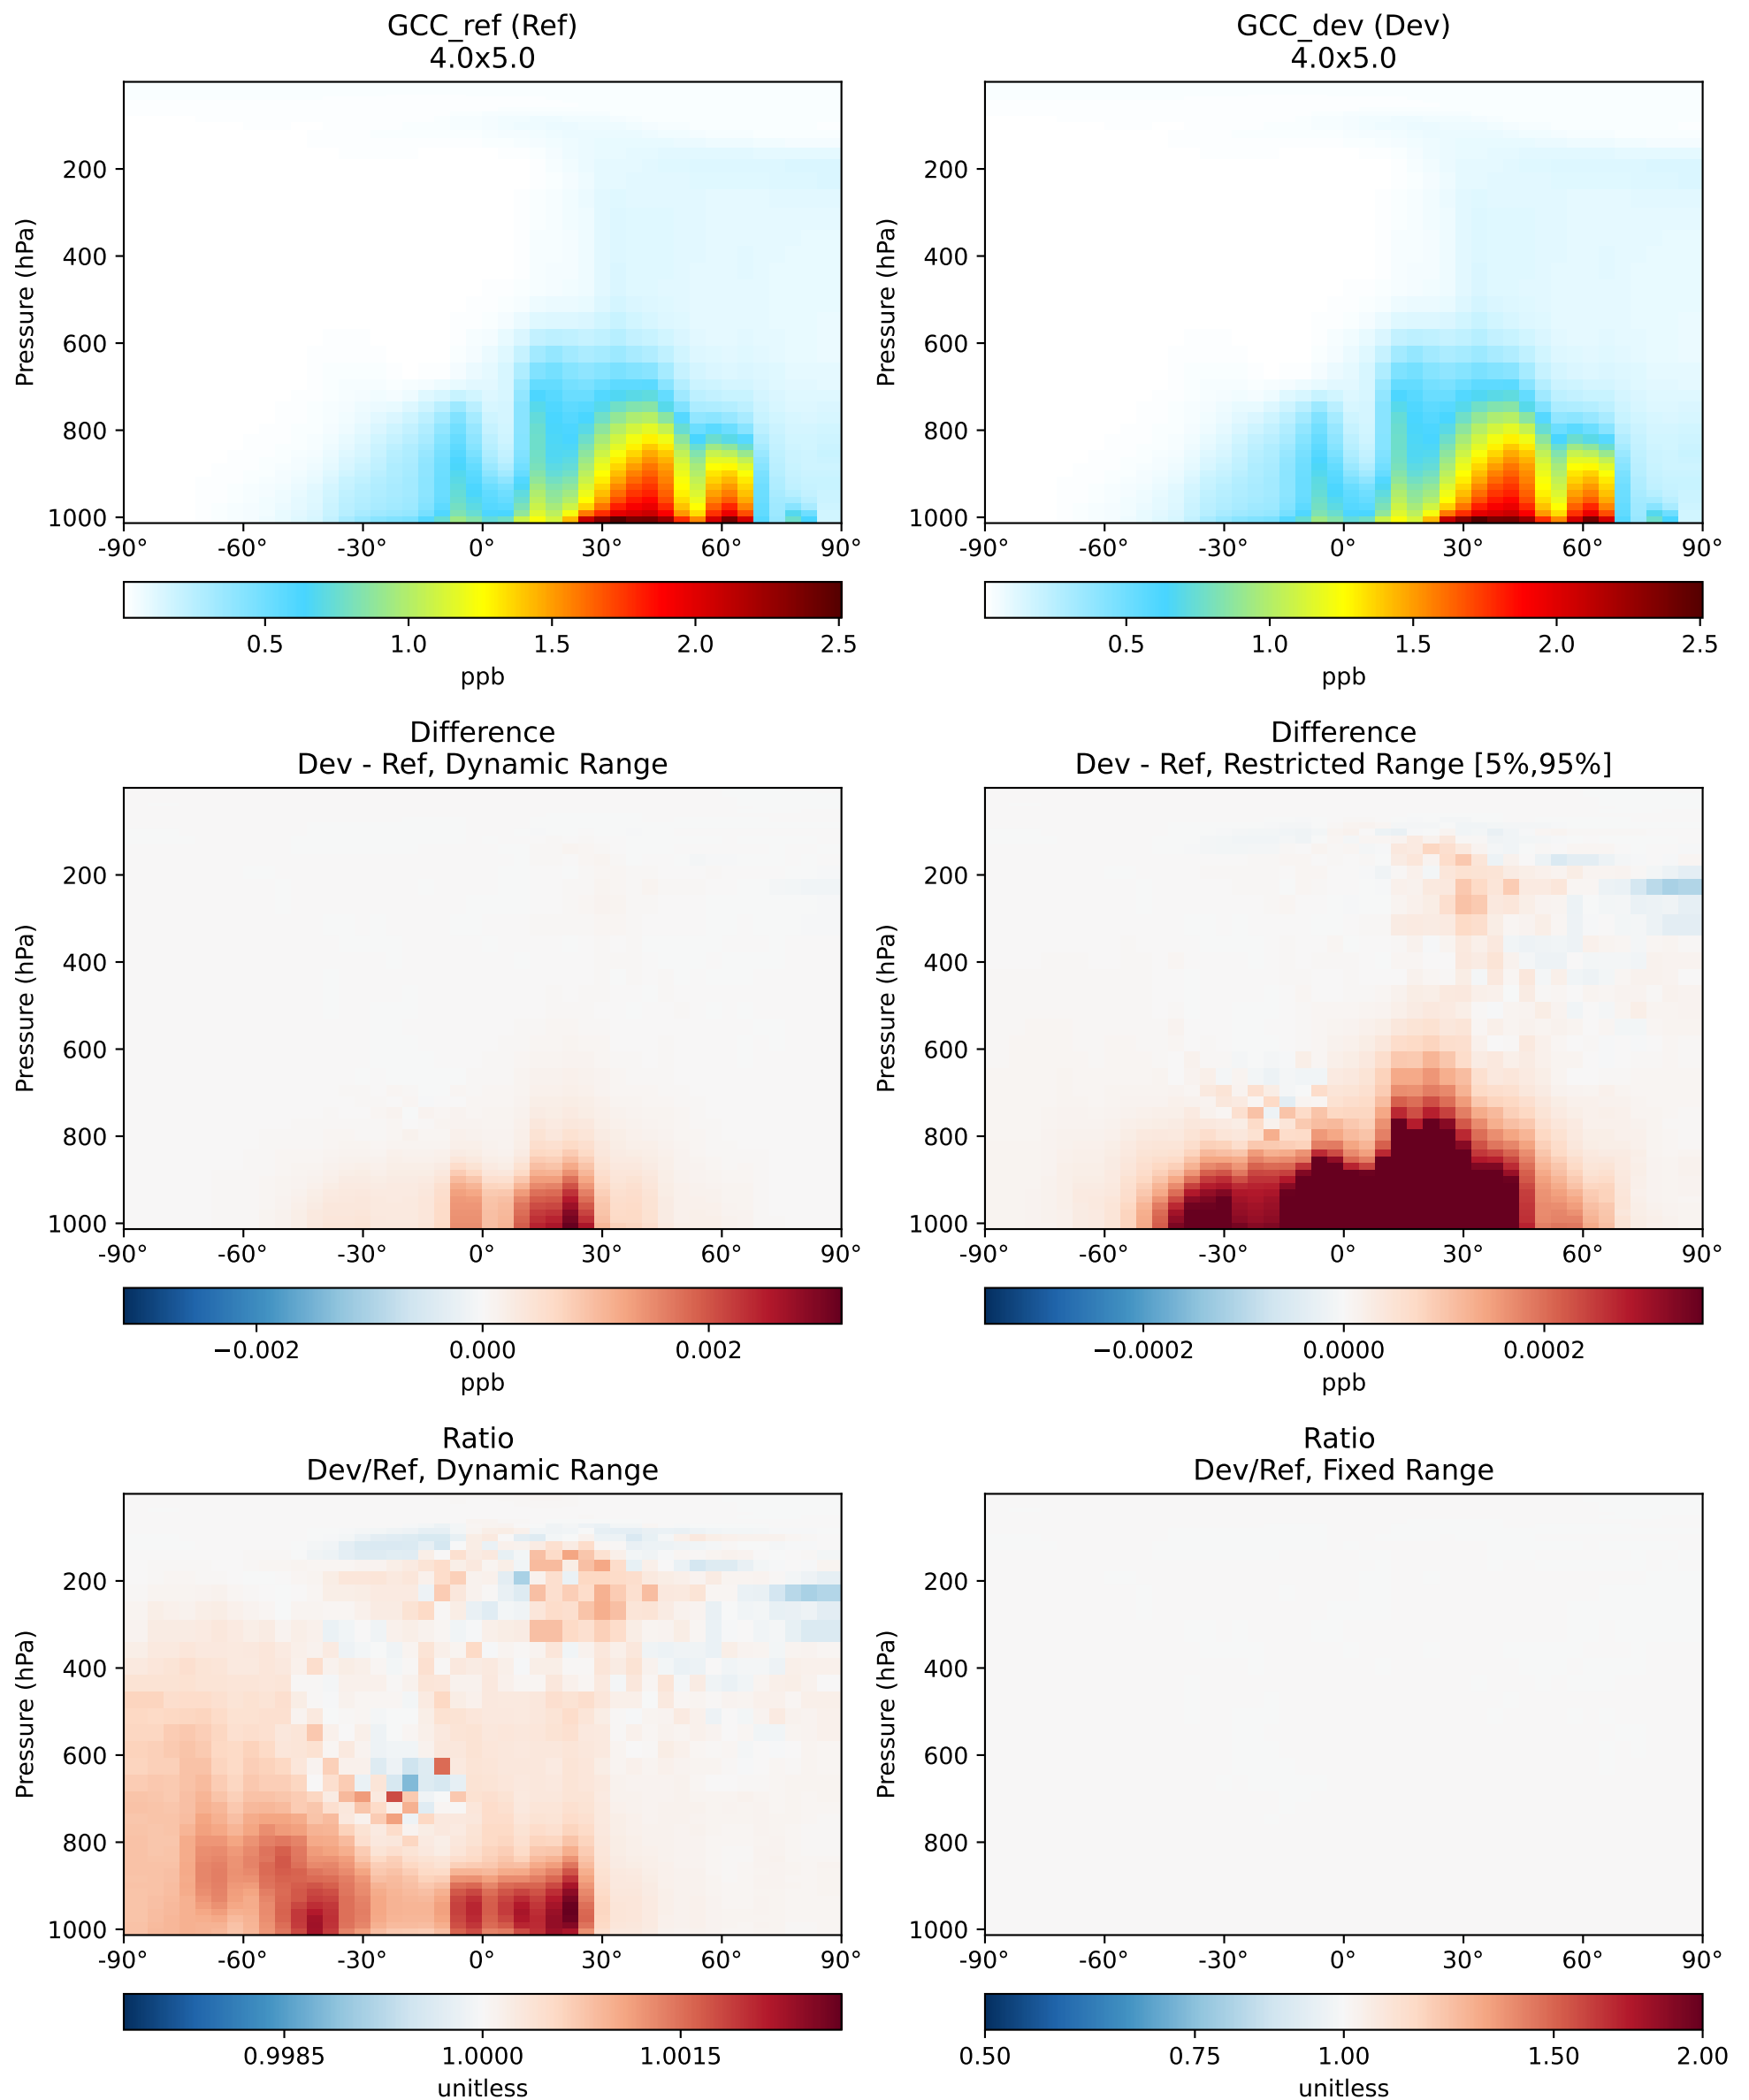 GCC_ref (Ref)
4.0x5.0
GCC_dev (Dev)
4.0x5.0
Pressure (hPa)
200
400
600
800
1000
-90° -60° -30° 0° 30° 60° 90°
0.5 1.0 1.5 2.0 2.5
ppb
Pressure (hPa)
200
400
600
800
1000
-90° -60° -30° 0° 30° 60° 90°
0.5 1.0 1.5 2.0 2.5
ppb
Difference
Dev - Ref, Dynamic Range
Pressure (hPa)
200
400
600
800
1000
-90° -60° -30° 0° 30° 60° 90°
−0.002 0.000 0.002
ppb
Difference
Dev - Ref, Restricted Range [5%,95%]
Pressure (hPa)
200
400
600
800
1000
-90° -60° -30° 0° 30° 60° 90°
−0.0002 0.0000 0.0002
ppb
Ratio
Dev/Ref, Dynamic Range
Pressure (hPa)
200
400
600
800
1000
-90° -60° -30° 0° 30° 60° 90°
0.9985 1.0000 1.0015
unitless
Ratio
Dev/Ref, Fixed Range
Pressure (hPa)
200
400
600
800
1000
-90° -60° -30° 0° 30° 60° 90°
0.50 0.75 1.00 1.50 2.00
unitless